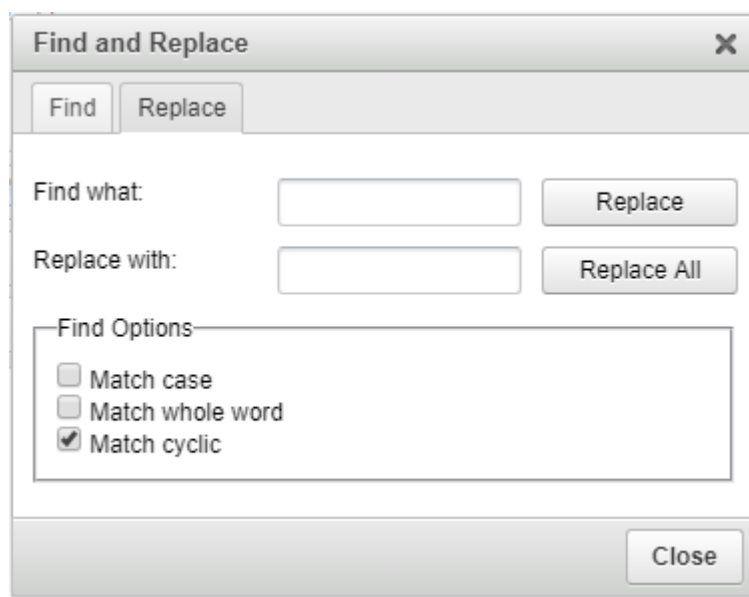 Find and Replace
Find Replace
Find what:
Replace
Replace with:
Replace All
Find Options
Match case
Match whole word
Match cyclic
Close